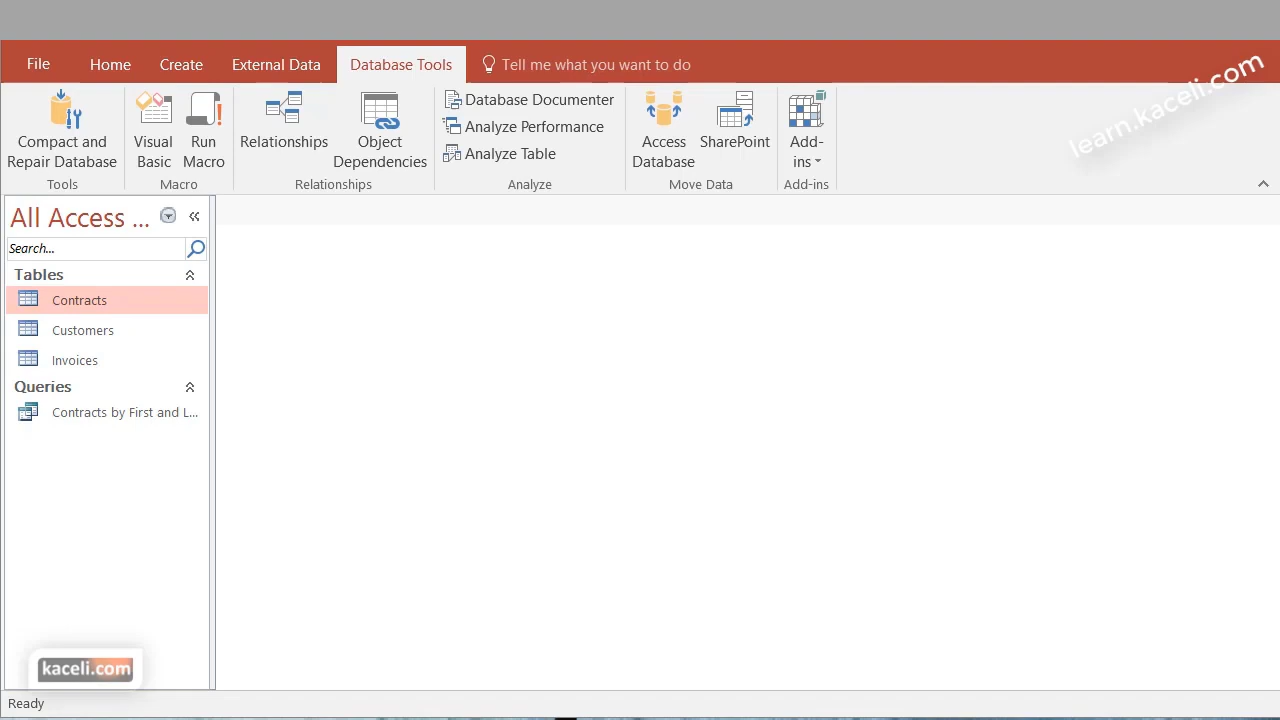 File Home Create External Data Database Tools Tell me what you want to do
learn.kaceli.com
Compact and
Repair Database
Tools
Visual
Basic
Run
Macro
Macro
Relationships
Object
Dependencies
Relationships
Database Documenter
Analyze Performance
Analyze Table
Analyze
Access
Database
SharePoint
Move Data
Add-
ins
Add-ins
All Access ...
Search...
Tables
Contracts
Customers
Invoices
Queries
Contracts by First and L...
kaceli.com
Ready